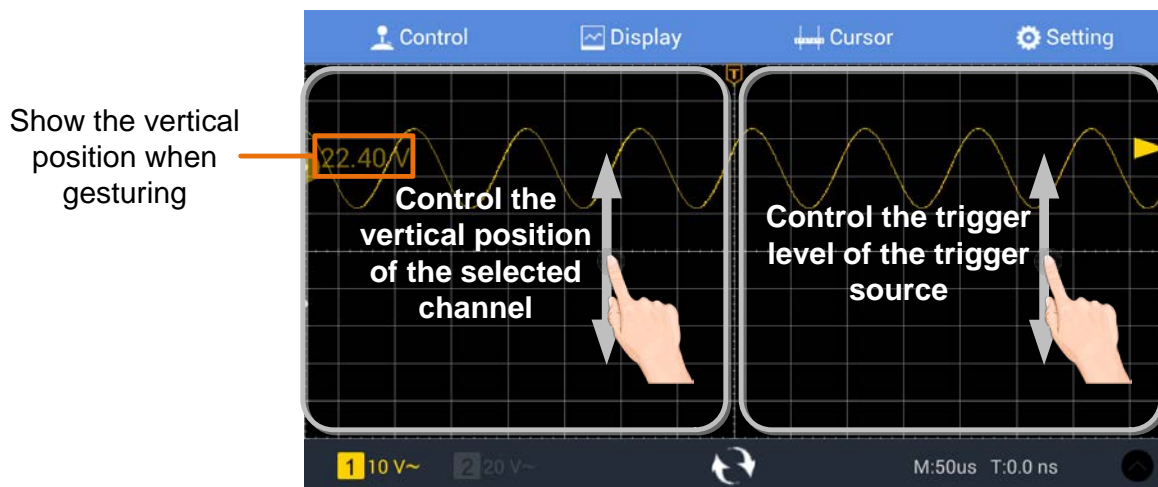 Control Display Cursor Setting
T
Show the vertical
position when
gesturing
22.40 V
Control the
vertical position
of the selected
channel
Control the trigger
level of the trigger
source
1 10 V~ 2 20 V~ M:50us T:0.0 ns